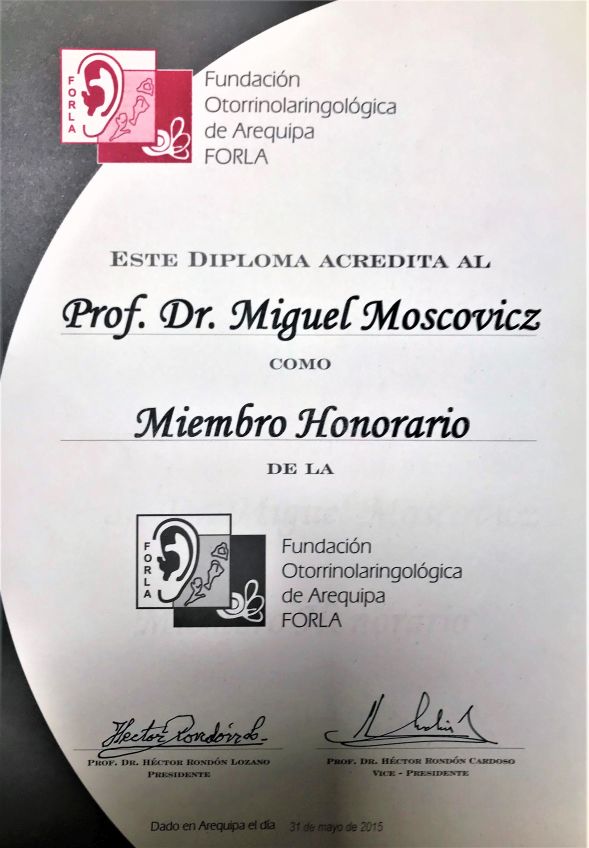 FORLA
Fundación
Otorrinolaringológica
de Arequipa
FORLA
ESTE DIPLOMA ACREDITA AL
Prof. Dr. Miguel Moscovicz
COMO
Miembro Honorario
DE LA
FORLA
Fundación
Otorrinolaringológica
de Arequipa
FORLA
Hector Rondón L.
PROF. DR. HÉCTOR RONDÓN LOZANO
PRESIDENTE
PROF. DR. HÉCTOR RONDÓN CARDOSO
VICE - PRESIDENTE
Dado en Arequipa el día 31 de mayo de 2015